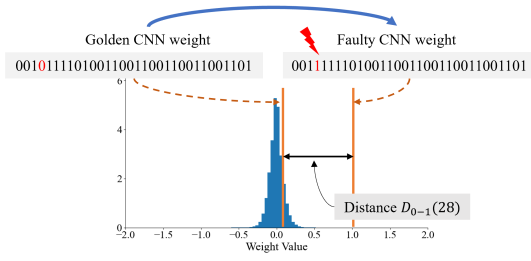 Golden CNN weight
Faulty CNN weight
00101111010011001100110011001101
00111111010011001100110011001101
6
4
2
0
Distance D₀₋₁(28)
−2.0 −1.5 −1.0 −0.5 0.0 0.5 1.0 1.5 2.0
Weight Value